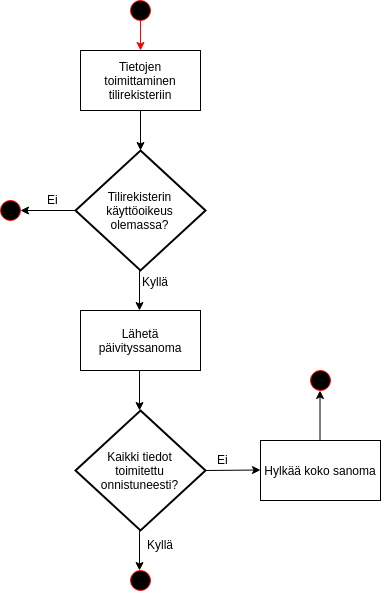 Tietojen
toimittaminen
tilirekisteriin
Tilirekisterin
käyttöoikeus
olemassa?
Ei
Kyllä
Lähetä
päivityssanoma
Kaikki tiedot
toimitettu
onnistuneesti?
Ei
Hylkää koko sanoma
Kyllä